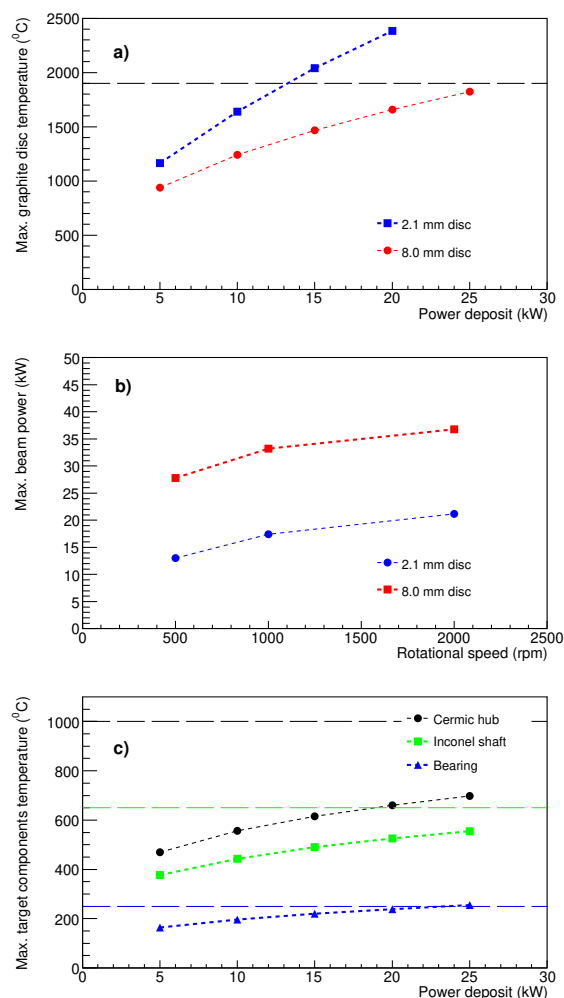 Max. graphite disc temperature (⁰C)
2500
2000
1500
1000
500
0
a)
2.1 mm disc
8.0 mm disc
0 5 10 15 20 25 30
Power deposit (kW)
Max. beam power (kW)
50
45
40
35
30
25
20
15
10
5
0
b)
2.1 mm disc
8.0 mm disc
0 500 1000 1500 2000 2500
Rotational speed (rpm)
Max. target components temperature (⁰C)
1000
800
600
400
200
0
c)
Cermic hub
Inconel shaft
Bearing
0 5 10 15 20 25 30
Power deposit (kW)